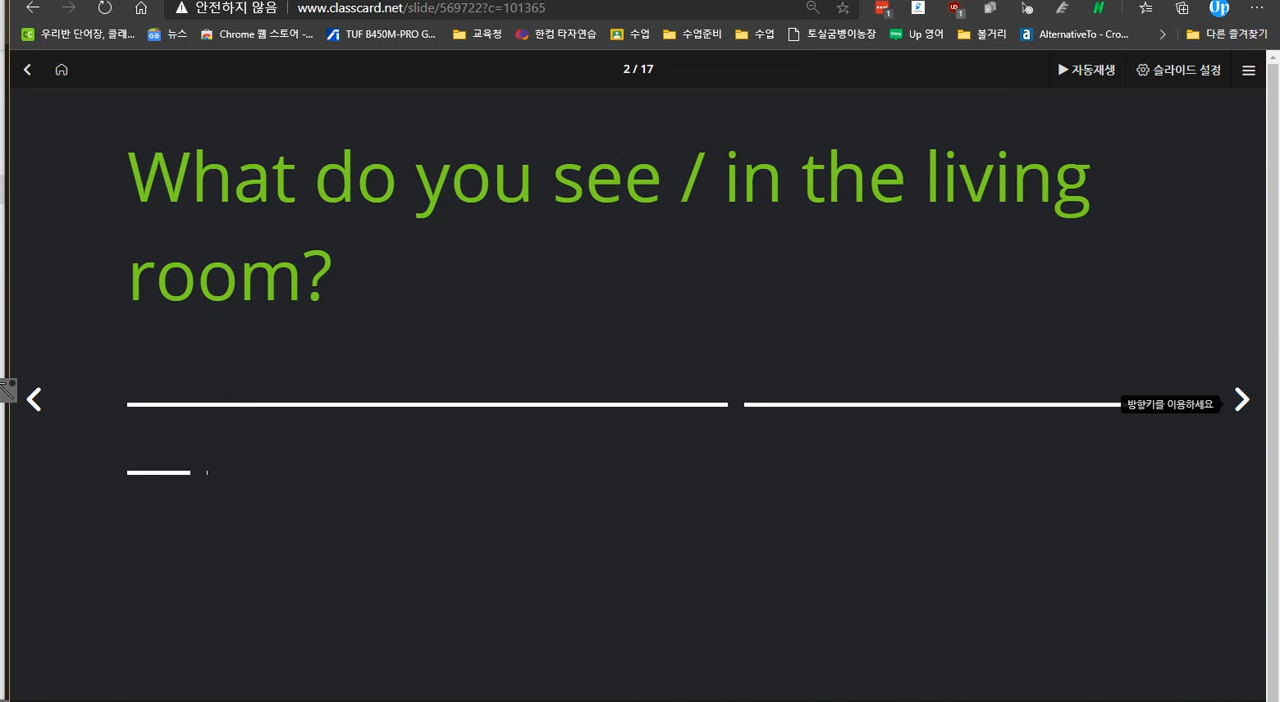 안전하지 않음 www.classcard.net/slide/569722?c=101365
우리반 단어장, 클래... 뉴스 Chrome 웹 스토어 -... TUF B450M-PRO G... 교육청 한컴 타자연습 수업 수업준비 수업 토실굼벵이농장 Up 영어 볼거리 AlternativeTo - Cro... 다른 즐겨찾기
2 / 17 자동재생 슬라이드 설정
What do you see / in the living
room?
방향키를 이용하세요